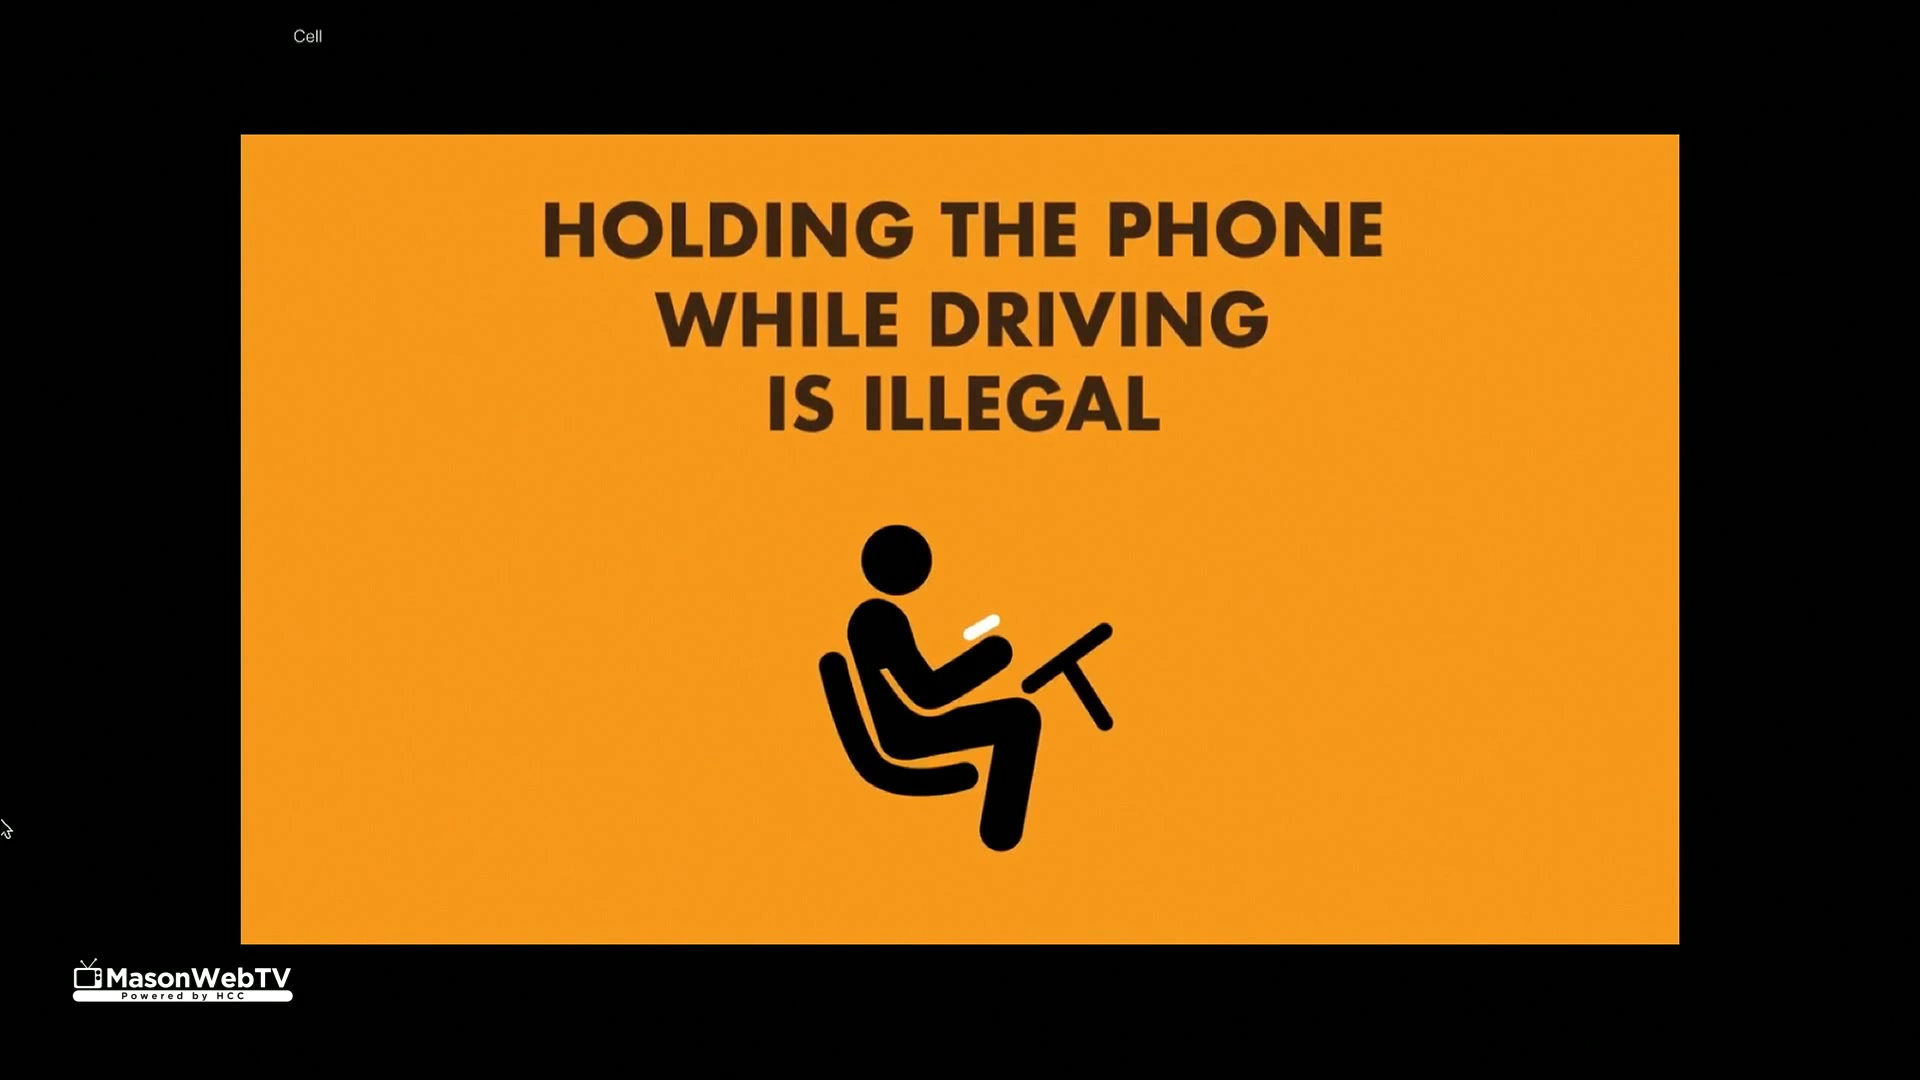 Cell
HOLDING THE PHONE
WHILE DRIVING
IS ILLEGAL
MasonWebTV
Powered by HCC